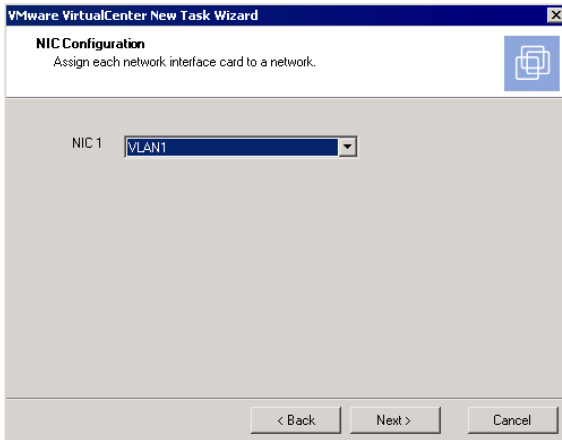 VMware VirtualCenter New Task Wizard
NIC Configuration
Assign each network interface card to a network.
NIC 1 VLAN1
< Back Next > Cancel